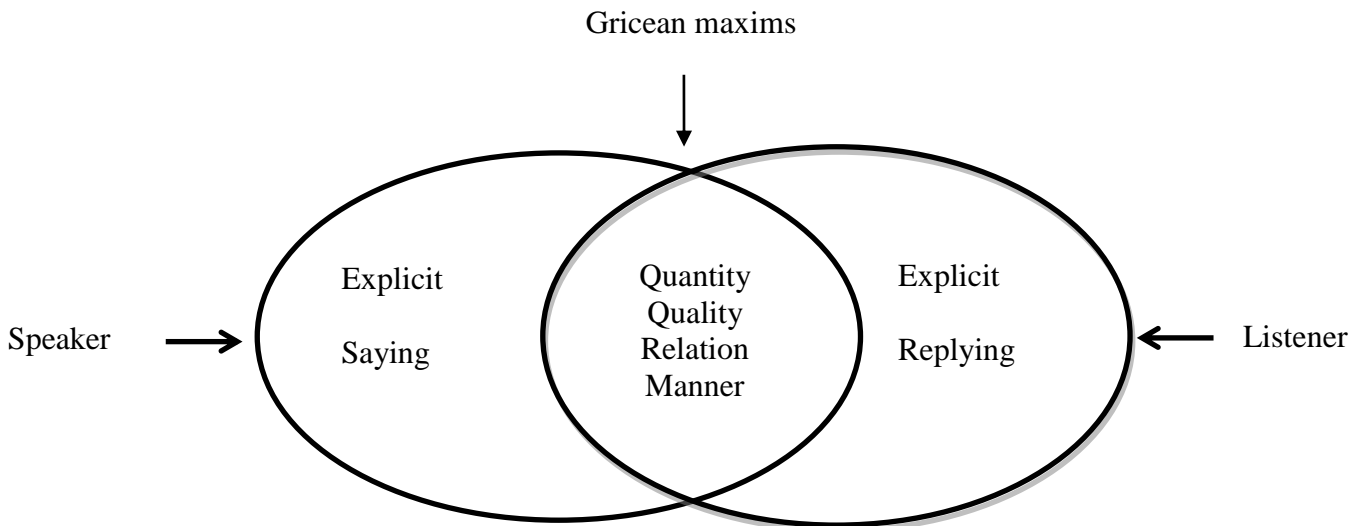 Gricean maxims
Explicit
Saying
Quantity
Quality
Relation
Manner
Explicit
Replying
Speaker
Listener